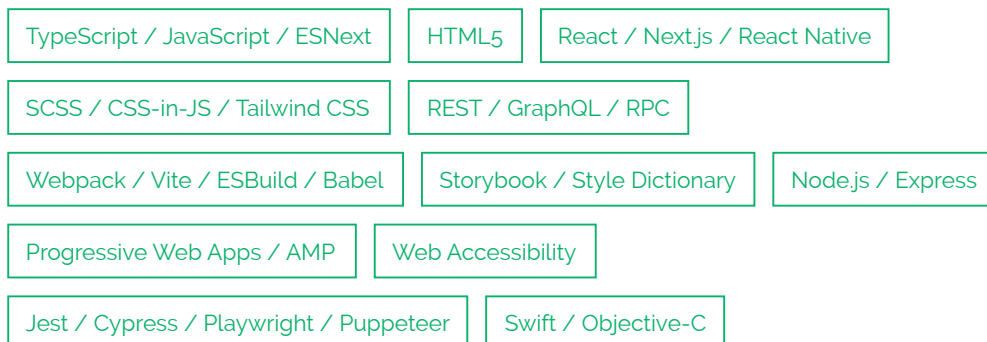 TypeScript / JavaScript / ESNext HTML5 React / Next.js / React Native
SCSS / CSS-in-JS / Tailwind CSS REST / GraphQL / RPC
Webpack / Vite / ESBuild / Babel Storybook / Style Dictionary Node.js / Express
Progressive Web Apps / AMP Web Accessibility
Jest / Cypress / Playwright / Puppeteer Swift / Objective-C